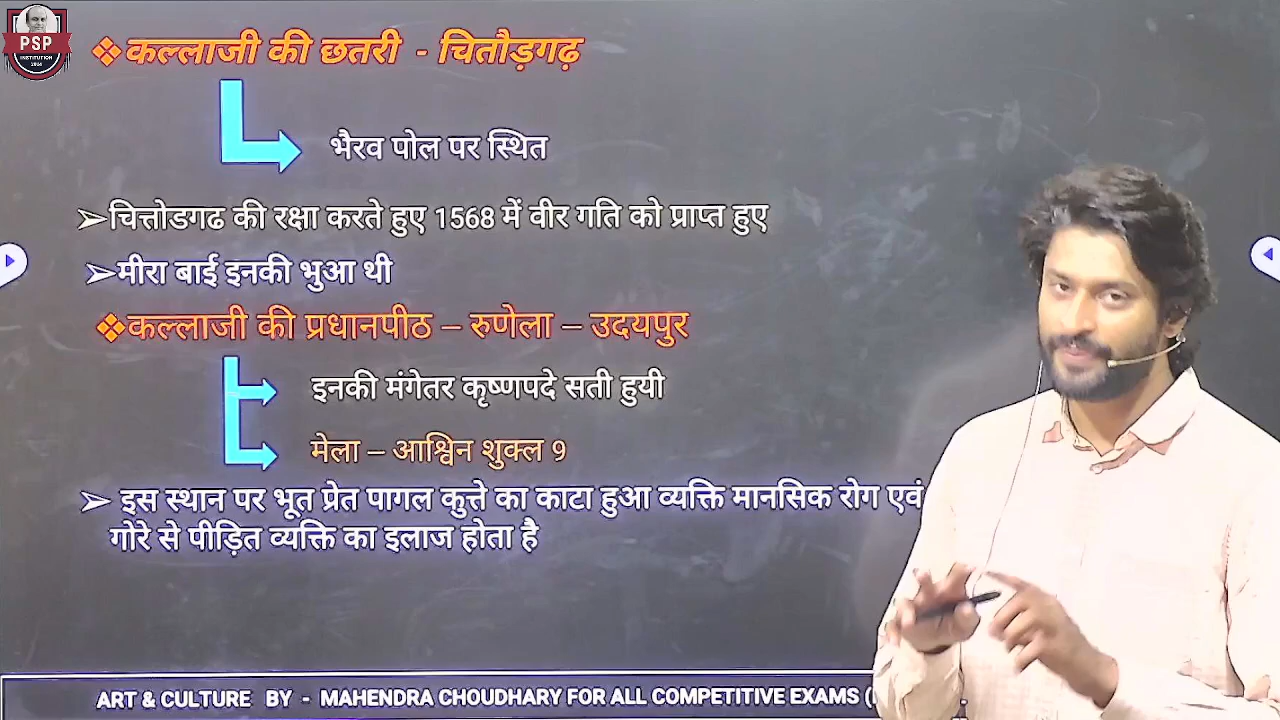 PSP
INSTITUTION
❖कल्लाजी की छतरी - चितौड़गढ़
भैरव पोल पर स्थित
➢चित्तोडगढ की रक्षा करते हुए 1568 में वीर गति को प्राप्त हुए
➢मीरा बाई इनकी भुआ थी
❖कल्लाजी की प्रधानपीठ – रुणेला – उदयपुर
इनकी मंगेतर कृष्णपदे सती हुयी
मेला – आश्विन शुक्ल 9
➢ इस स्थान पर भूत प्रेत पागल कुत्ते का काटा हुआ व्यक्ति मानसिक रोग एवं
गोरे से पीड़ित व्यक्ति का इलाज होता है
ART & CULTURE BY - MAHENDRA CHOUDHARY FOR ALL COMPETITIVE EXAMS (